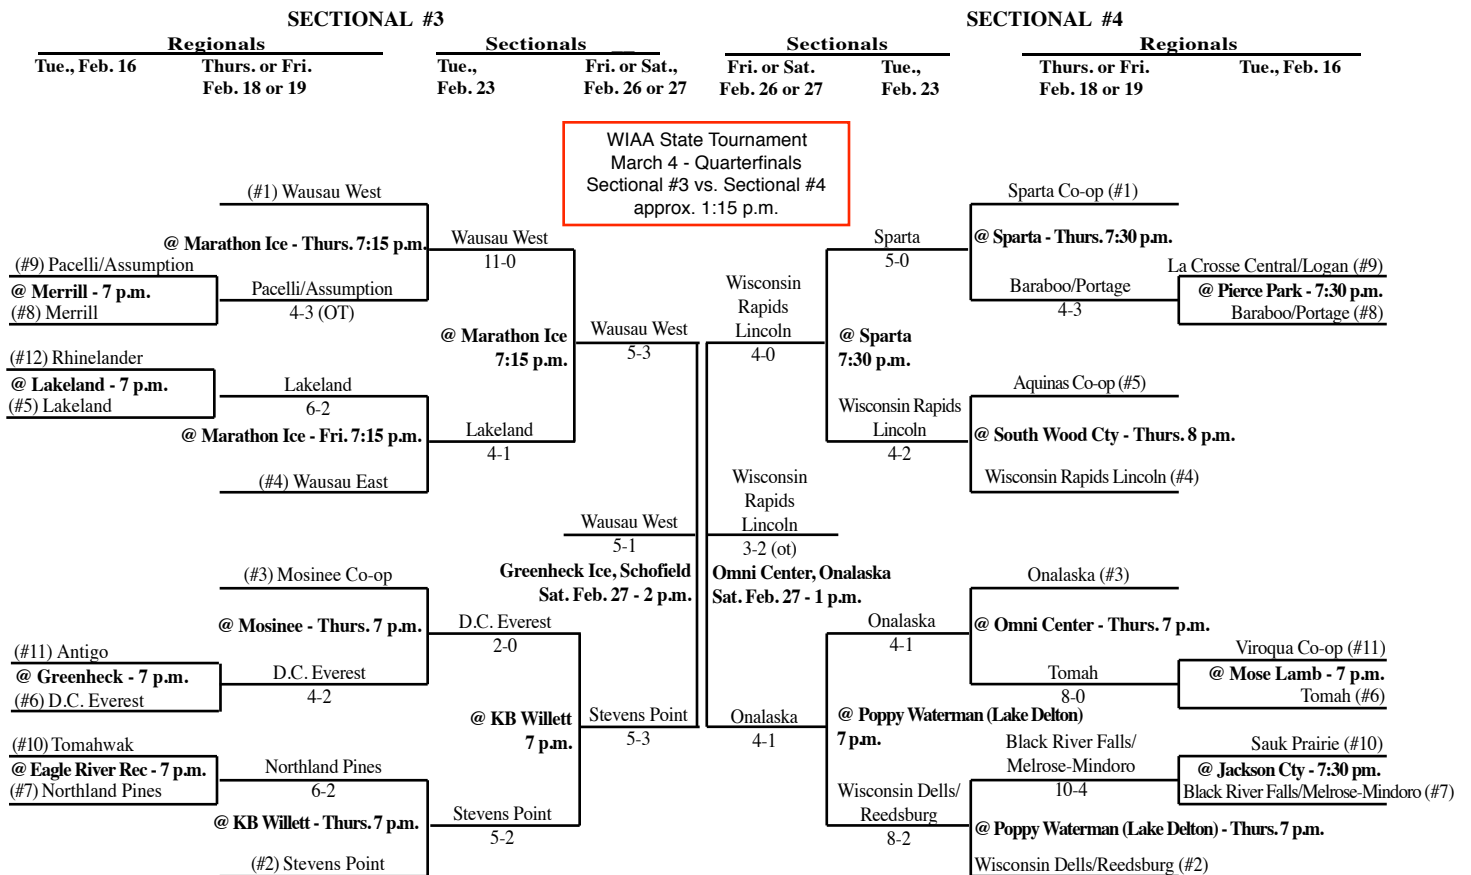 SECTIONAL #3
SECTIONAL #4
Regionals
Sectionals
Sectionals
Regionals
Tue., Feb. 16
Thurs. or Fri.
Feb. 18 or 19
Tue.,
Feb. 23
Fri. or Sat.,
Feb. 26 or 27
Fri. or Sat.
Feb. 26 or 27
Tue.,
Feb. 23
Thurs. or Fri.
Feb. 18 or 19
Tue., Feb. 16
WIAA State Tournament
March 4 - Quarterfinals
Sectional #3 vs. Sectional #4
approx. 1:15 p.m.
(#1) Wausau West
@ Marathon Ice - Thurs. 7:15 p.m.
(#9) Pacelli/Assumption
@ Merrill - 7 p.m.
(#8) Merrill
Pacelli/Assumption
4-3 (OT)
Wausau West
11-0
(#12) Rhinelander
@ Lakeland - 7 p.m.
(#5) Lakeland
Lakeland
6-2
@ Marathon Ice - Fri. 7:15 p.m.
(#4) Wausau East
Lakeland
4-1
@ Marathon Ice
7:15 p.m.
Wausau West
5-3
Wausau West
5-1
Greenheck Ice, Schofield
Sat. Feb. 27 - 2 p.m.
(#3) Mosinee Co-op
@ Mosinee - Thurs. 7 p.m.
(#11) Antigo
@ Greenheck - 7 p.m.
(#6) D.C. Everest
D.C. Everest
4-2
D.C. Everest
2-0
@ KB Willett
7 p.m.
Stevens Point
5-3
(#10) Tomahwak
@ Eagle River Rec - 7 p.m.
(#7) Northland Pines
Northland Pines
6-2
@ KB Willett - Thurs. 7 p.m.
(#2) Stevens Point
Stevens Point
5-2
Sparta Co-op (#1)
@ Sparta - Thurs. 7:30 p.m.
La Crosse Central/Logan (#9)
@ Pierce Park - 7:30 p.m.
Baraboo/Portage (#8)
Baraboo/Portage
4-3
Sparta
5-0
@ Sparta
7:30 p.m.
Wisconsin
Rapids
Lincoln
4-0
Aquinas Co-op (#5)
@ South Wood Cty - Thurs. 8 p.m.
Wisconsin Rapids Lincoln (#4)
Wisconsin Rapids
Lincoln
4-2
Wisconsin
Rapids
Lincoln
3-2 (ot)
Omni Center, Onalaska
Sat. Feb. 27 - 1 p.m.
Onalaska (#3)
@ Omni Center - Thurs. 7 p.m.
Viroqua Co-op (#11)
@ Mose Lamb - 7 p.m.
Tomah (#6)
Tomah
8-0
Onalaska
4-1
@ Poppy Waterman (Lake Delton)
7 p.m.
Onalaska
4-1
Black River Falls/
Melrose-Mindoro
10-4
Sauk Prairie (#10)
@ Jackson Cty - 7:30 pm.
Black River Falls/Melrose-Mindoro (#7)
Wisconsin Dells/
Reedsburg
8-2
@ Poppy Waterman (Lake Delton) - Thurs. 7 p.m.
Wisconsin Dells/Reedsburg (#2)